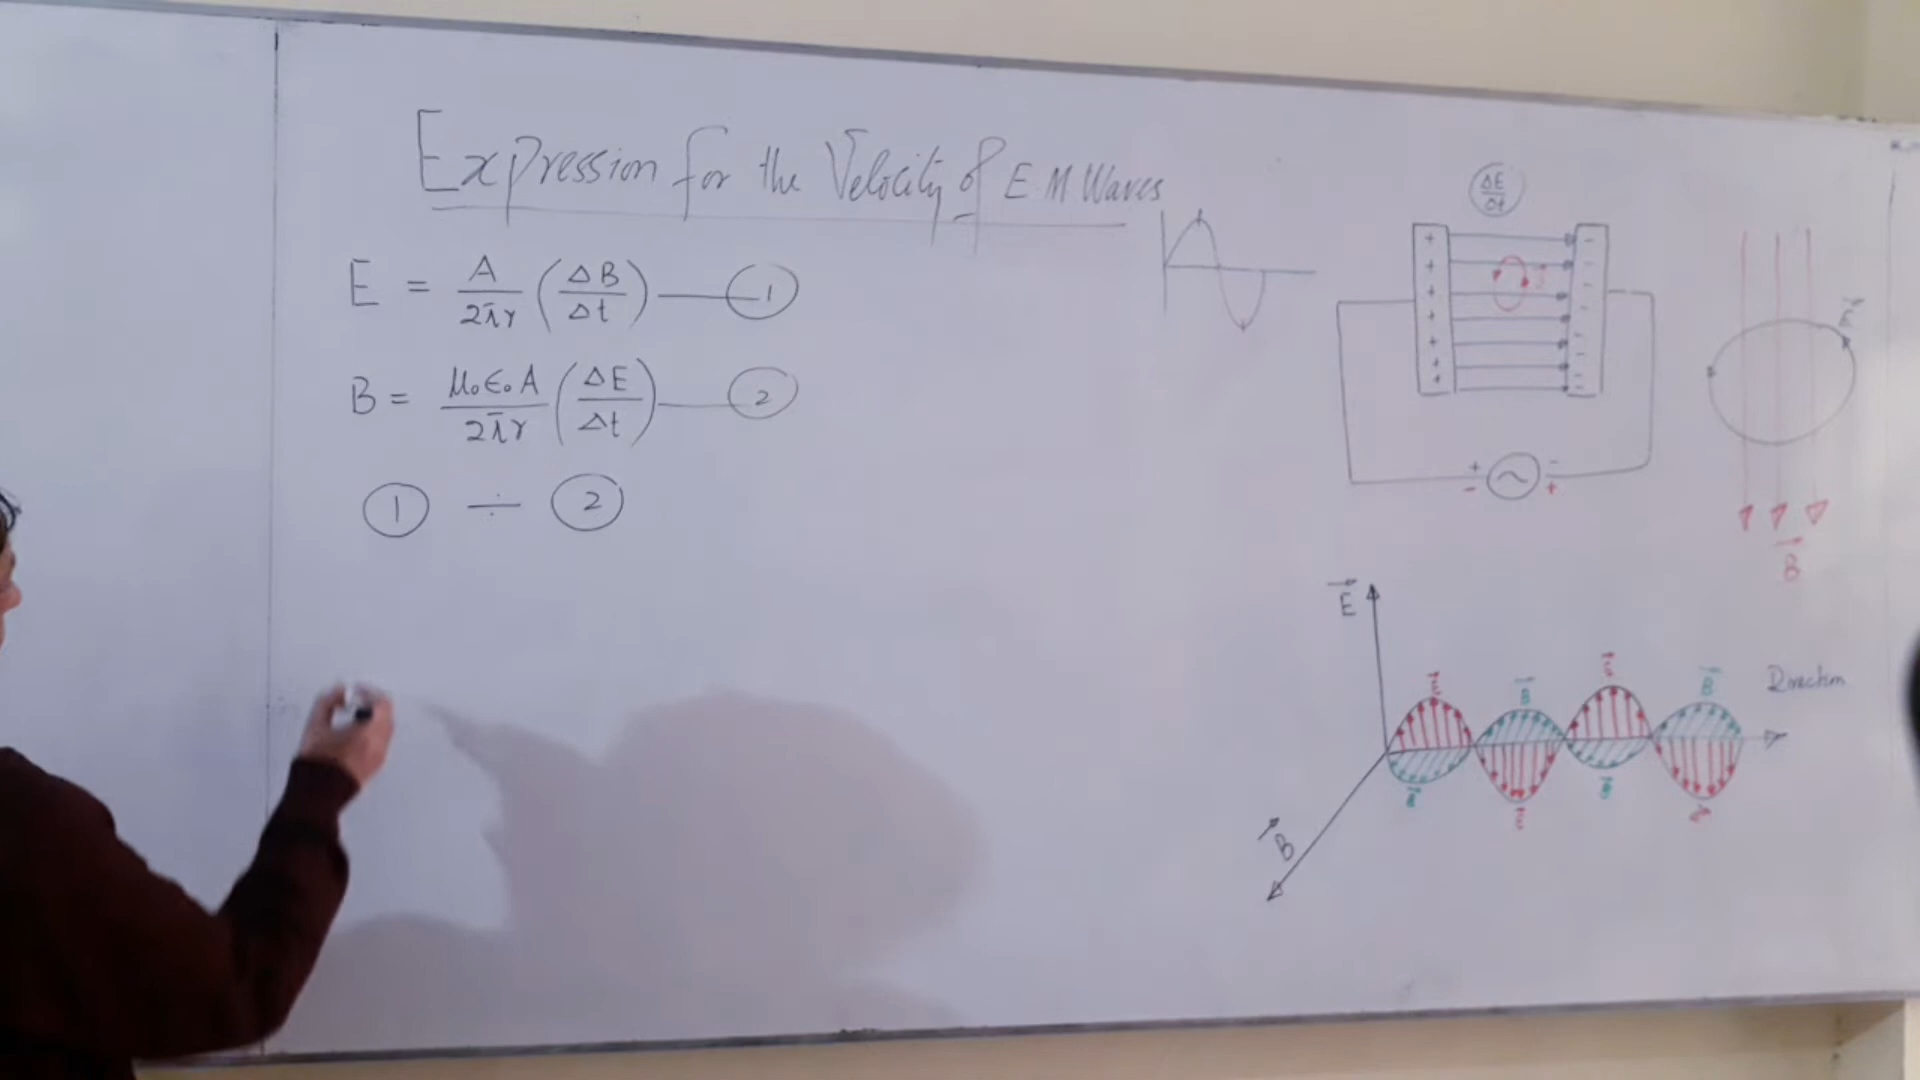 Expression for the Velocity of E M Waves
E = A / 2πr (ΔB / Δt) — ①
B = μ₀ε₀A / 2πr (ΔE / Δt) — ②
① ÷ ②
ΔE / Δt
+ −
+ −
+ −
+ −
+ −
+ −
+ −
+ ~ −
− +
B
E
E B E B Direction
B E B E
B